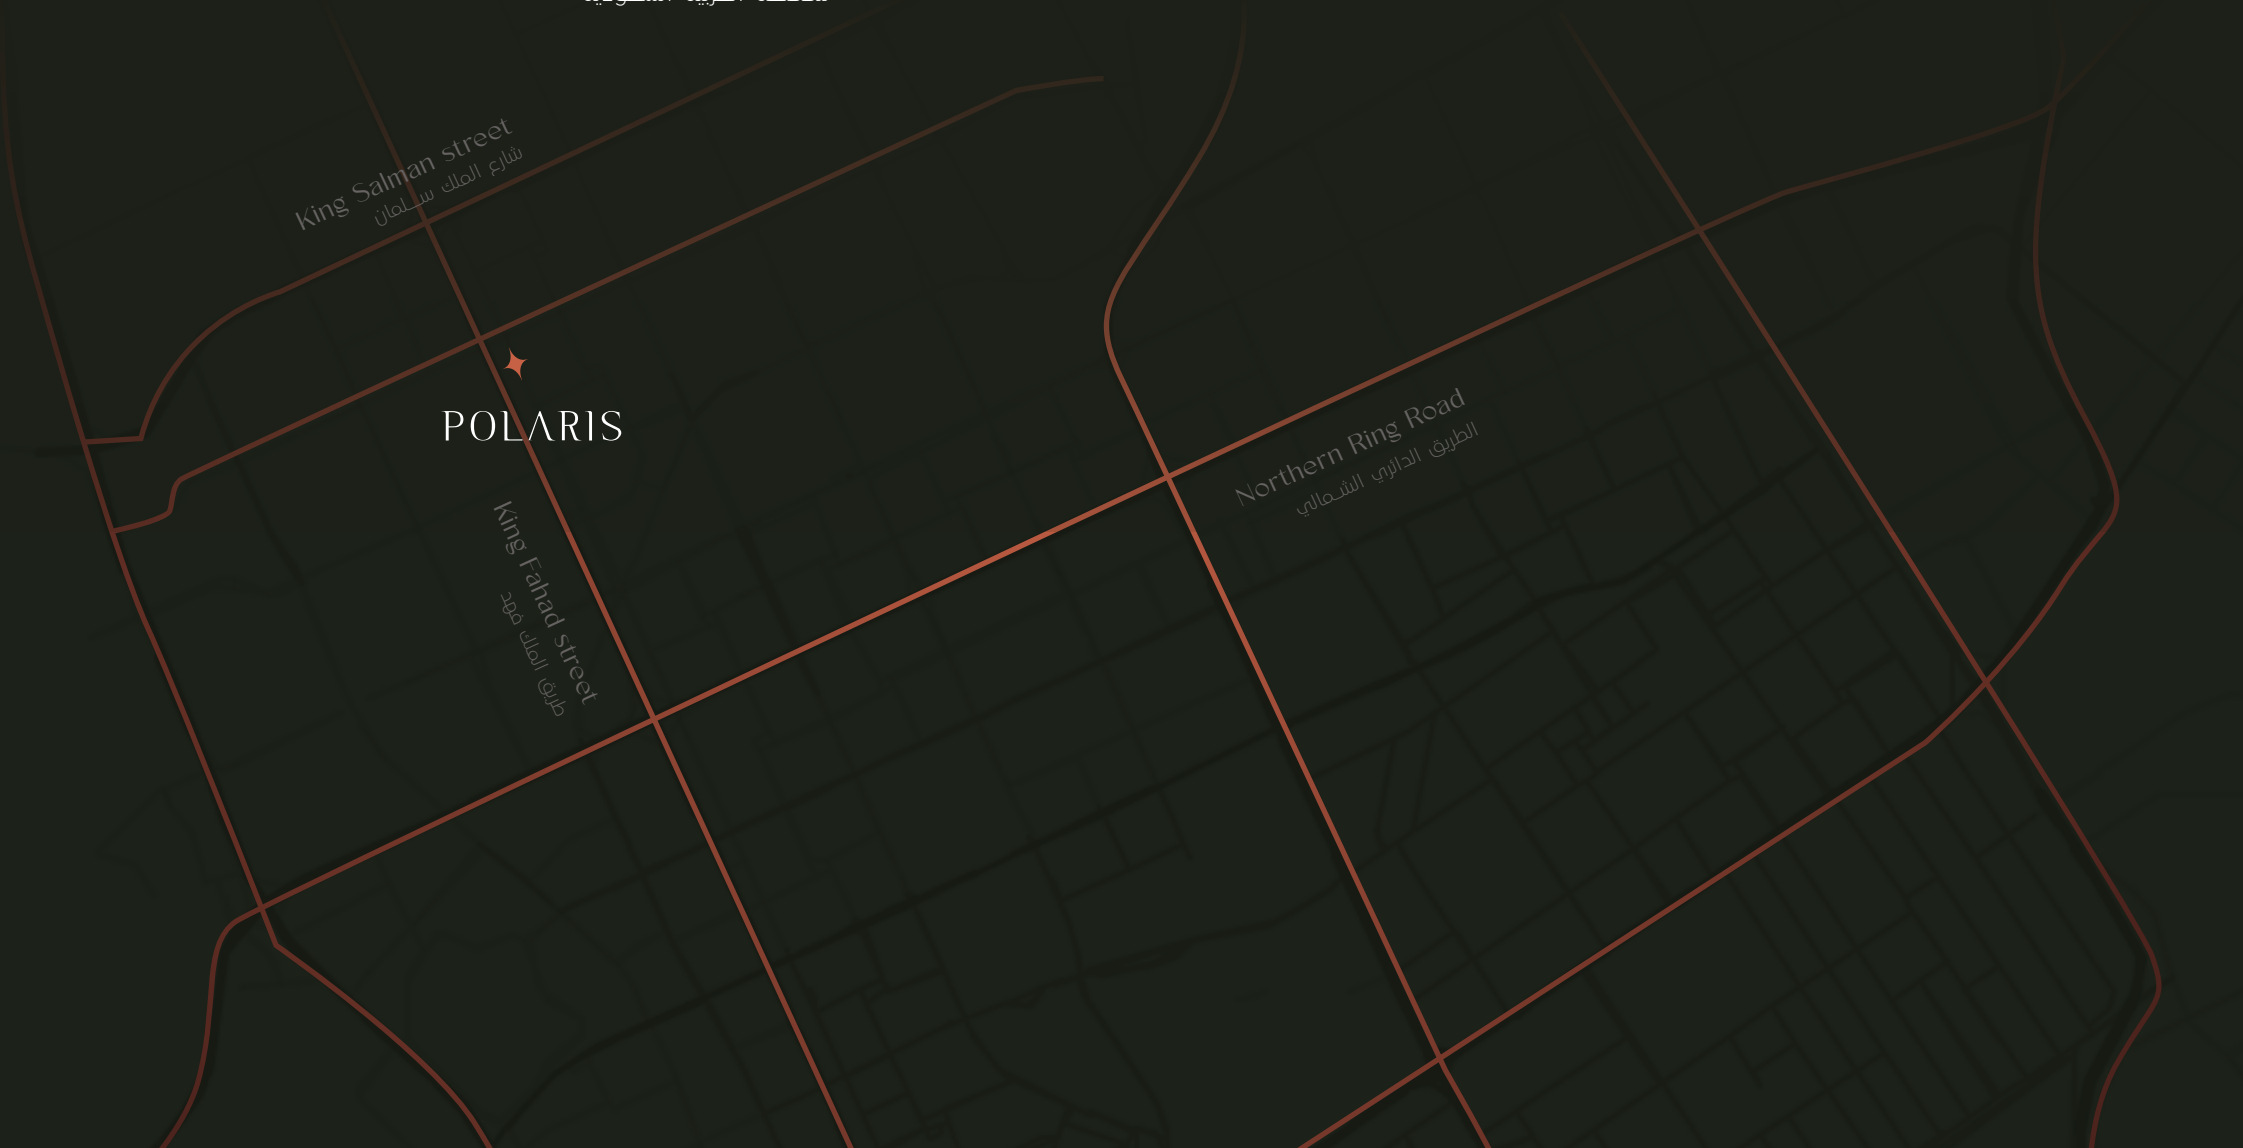 King Salman street
شارع الملك سلمان
POLARIS
Northern Ring Road
الطريق الدائري الشمالي
King Fahad street
طريق الملك فهد